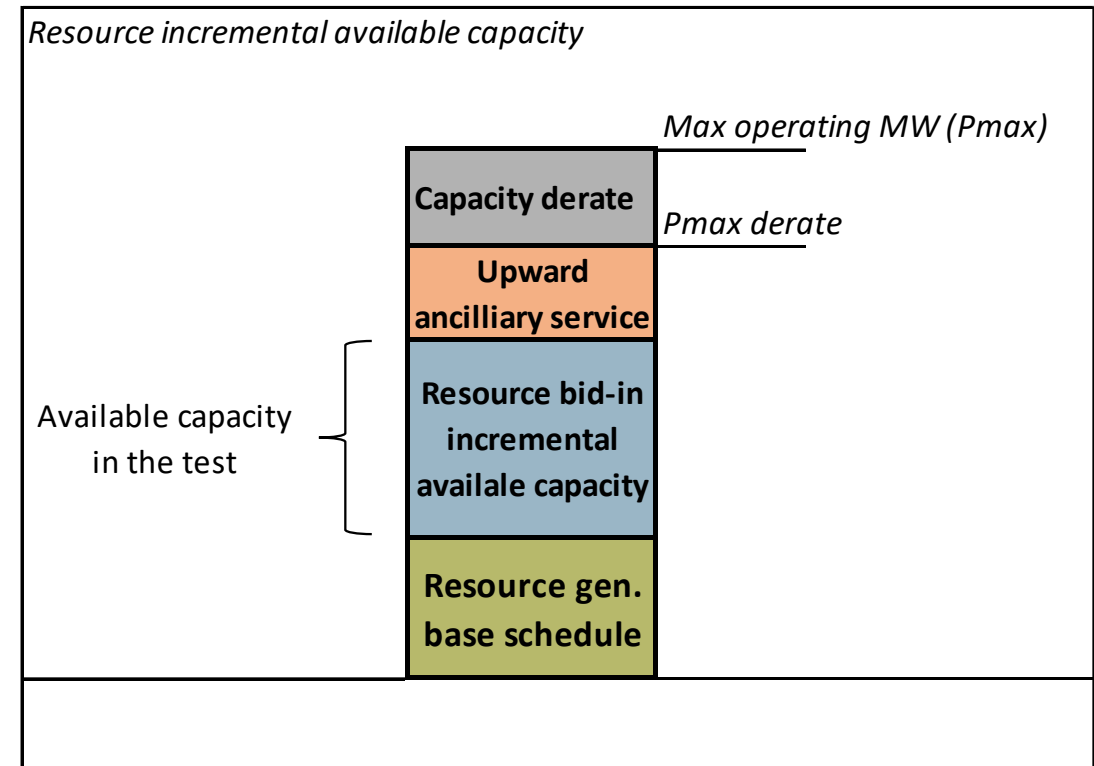 Resource incremental available capacity
Max operating MW (Pmax)
Capacity derate
Pmax derate
Upward
ancilliary service
Resource bid-in
incremental
availale capacity
Available capacity
in the test
Resource gen.
base schedule